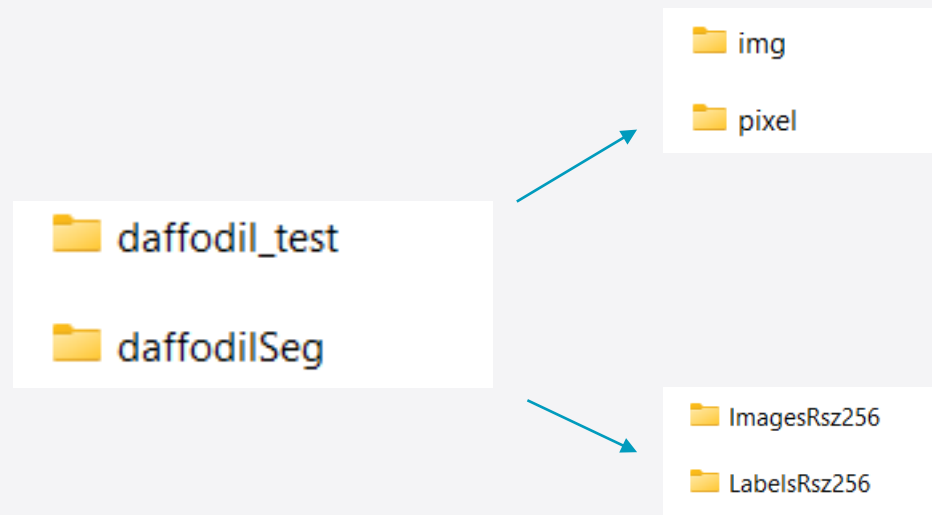 img
pixel
daffodil_test
daffodilSeg
ImagesRsz256
LabelsRsz256